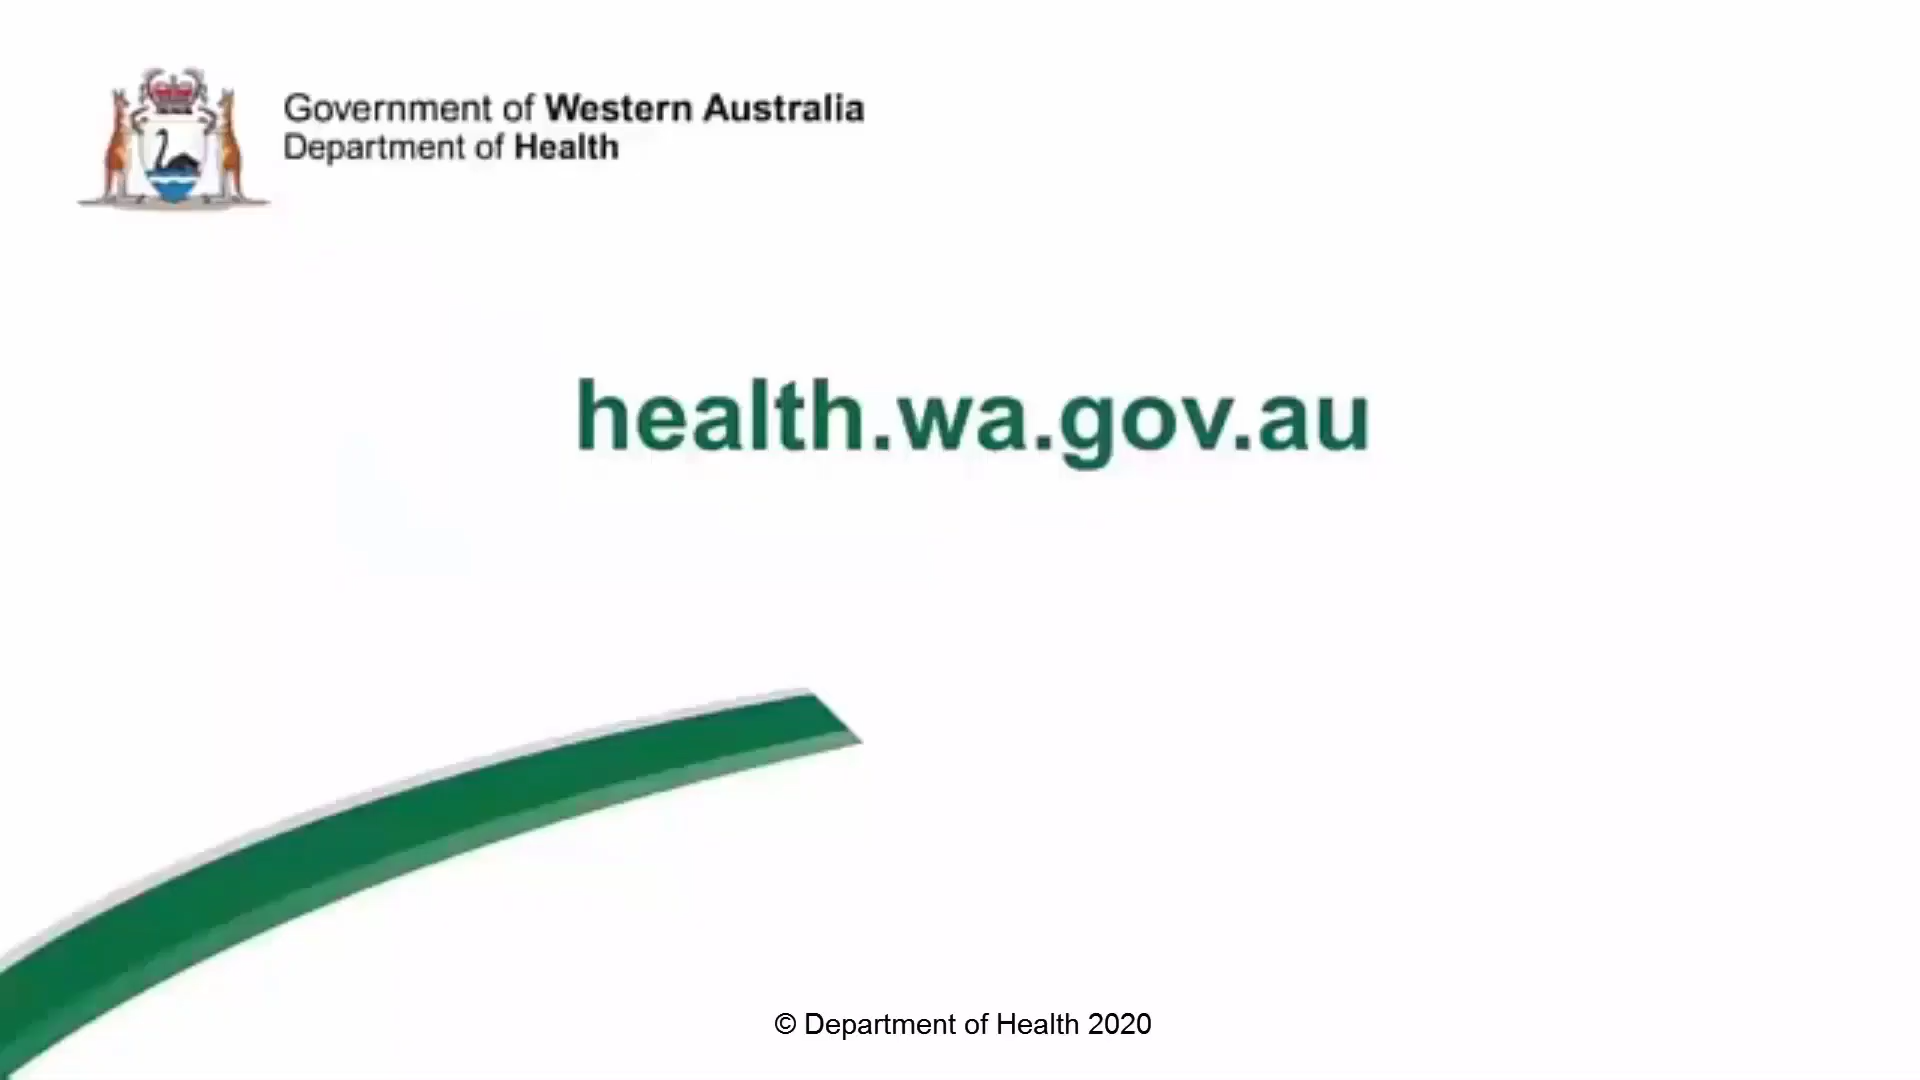 Government of Western Australia
Department of Health
health.wa.gov.au
© Department of Health 2020